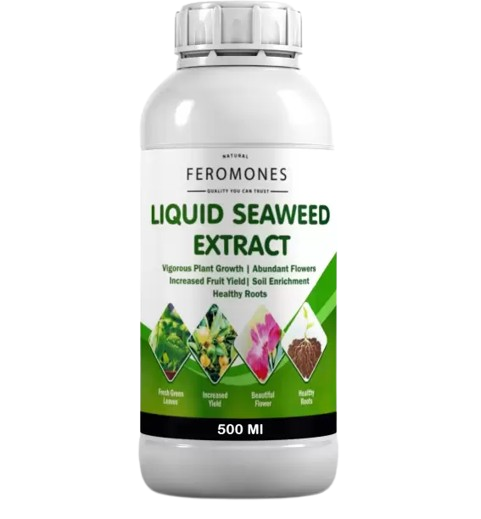 NATURAL
FEROMONES
QUALITY YOU CAN TRUST
LIQUID SEAWEED
EXTRACT
Vigorous Plant Growth | Abundant Flowers
Increased Fruit Yield| Soil Enrichment
Healthy Roots
Fresh Green
Leaves
Increased
Yield
Beautiful
Flower
Healthy
Roots
500 Ml